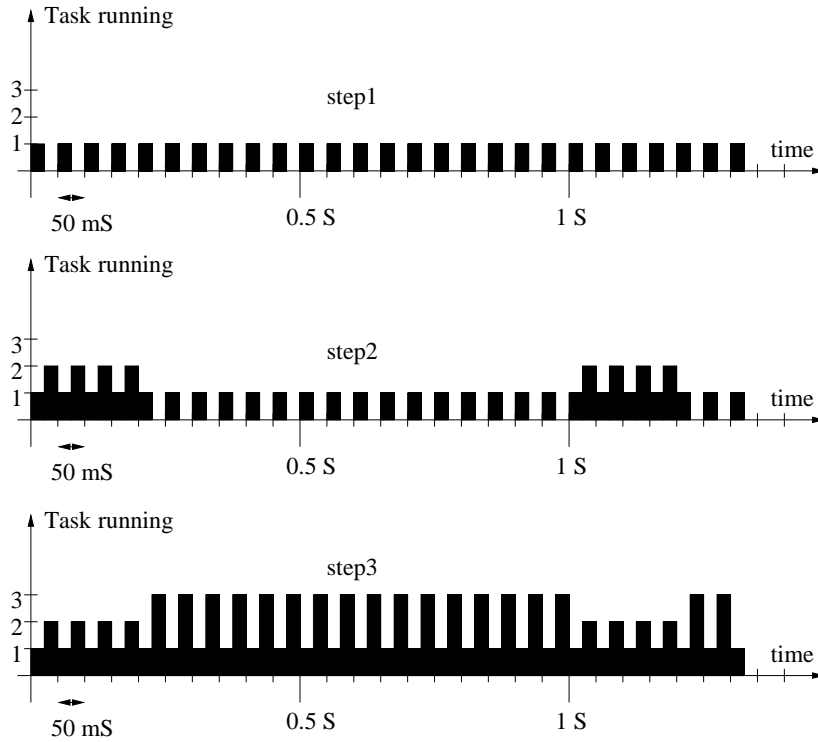 Task running
3
step1
2
1
time
50 mS
0.5 S
1 S
Task running
3
step2
2
1
time
50 mS
0.5 S
1 S
Task running
step3
3
2
1
time
50 mS
0.5 S
1 S